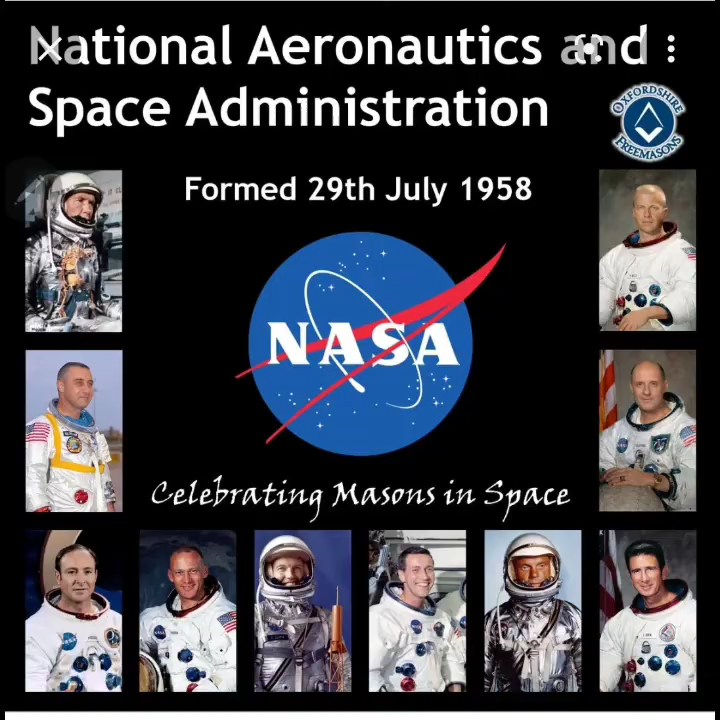 National Aeronautics and
Space Administration
OXFORDSHIRE
FREEMASONS
Formed 29th July 1958
NASA
Celebrating Masons in Space